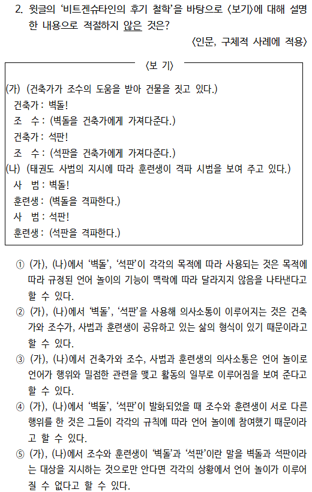 2. 윗글의 '비트겐슈타인의 후기 철학'을 바탕으로 <보기>에 대해 설명
한 내용으로 적절하지 않은 것은?
<인문, 구체적 사례에 적용>
<보 기>
(가) (건축가가 조수의 도움을 받아 건물을 짓고 있다.)
건축가 : 벽돌!
조 수 : (벽돌을 건축가에게 가져다준다.)
건축가 : 석판!
조 수 : (석판을 건축가에게 가져다준다.)
(나) (태권도 사범의 지시에 따라 훈련생이 격파 시범을 보여 주고 있다.)
사 범 : 벽돌!
훈련생 : (벽돌을 격파한다.)
사 범 : 석판!
훈련생 : (석판을 격파한다.)
① (가), (나)에서 '벽돌', '석판'이 각각의 목적에 따라 사용되는 것은 목적에
따라 규정된 언어 놀이의 기능이 맥락에 따라 달라지지 않음을 나타낸다고
할 수 있다.
② (가), (나)에서 '벽돌', '석판'을 사용해 의사소통이 이루어지는 것은 건축
가와 조수가, 사범과 훈련생이 공유하고 있는 삶의 형식이 있기 때문이라고
할 수 있다.
③ (가), (나)에서 건축가와 조수, 사범과 훈련생의 의사소통은 언어 놀이로
언어가 행위와 밀접한 관련을 맺고 활동의 일부로 이루어짐을 보여 준다고
할 수 있다.
④ (가), (나)에서 '벽돌', '석판'이 발화되었을 때 조수와 훈련생이 서로 다른
행위를 한 것은 그들이 각각의 규칙에 따라 언어 놀이에 참여했기 때문이라
고 할 수 있다.
⑤ (가), (나)에서 조수와 훈련생이 '벽돌'과 '석판'이란 말을 벽돌과 석판이라
는 대상을 지시하는 것으로만 안다면 각각의 상황에서 언어 놀이가 이루어
질 수 없다고 할 수 있다.